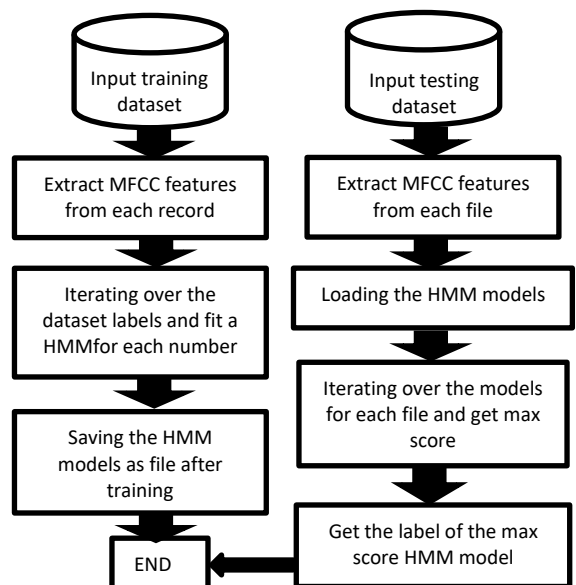 Input training
dataset
Extract MFCC features
from each record
Iterating over the
dataset labels and fit a
HMMfor each number
Saving the HMM
models as file after
training
END
Input testing
dataset
Extract MFCC features
from each file
Loading the HMM models
Iterating over the models
for each file and get max
score
Get the label of the max
score HMM model